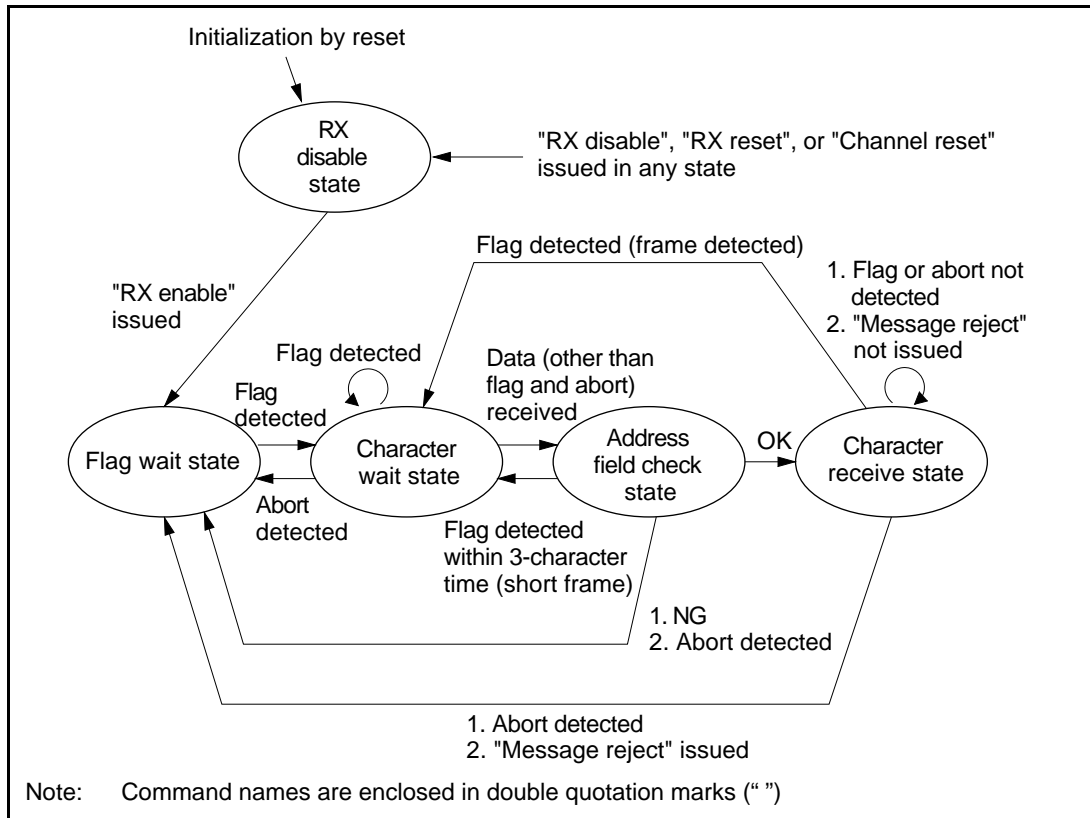 Initialization by reset
RX
disable
state
"RX disable", "RX reset", or "Channel reset"
issued in any state
Flag detected (frame detected)
1. Flag or abort not
detected
2. "Message reject"
not issued
"RX enable"
issued
Flag detected
Data (other than
flag and abort)
received
Flag
detected
Flag wait state
Character
wait state
Address
field check
state
OK
Character
receive state
Abort
detected
Flag detected
within 3-character
time (short frame)
1. NG
2. Abort detected
1. Abort detected
2. "Message reject" issued
Note: Command names are enclosed in double quotation marks (“ ”)